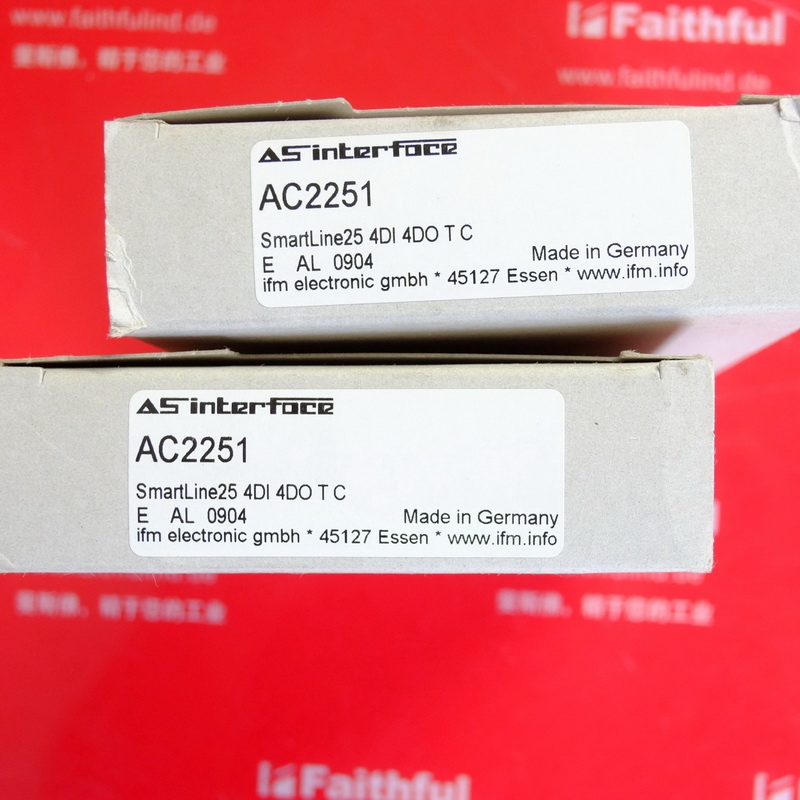 www.faithfulind.de
Faithful
www.faithfulind.de
AS interface
AC2251
SmartLine25 4DI 4DO T C
E AL 0904
Made in Germany
ifm electronic gmbh * 45127 Essen * www.ifm.info
AS interface
AC2251
SmartLine25 4DI 4DO T C
E AL 0904
Made in Germany
ifm electronic gmbh * 45127 Essen * www.ifm.info
Faithful